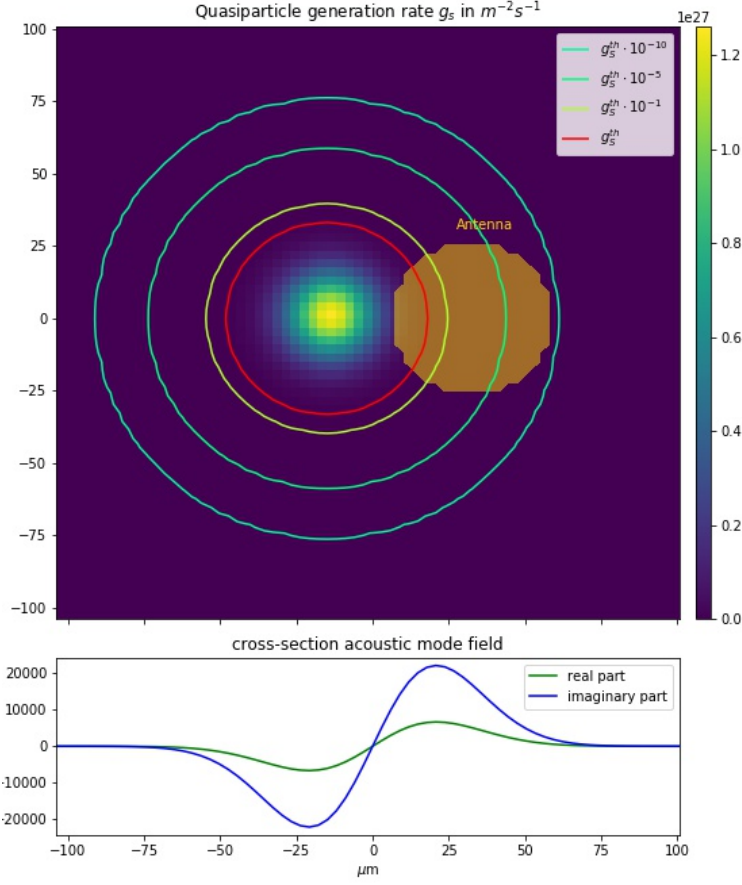 Quasiparticle generation rate $g_s$ in $m^{-2}s^{-1}$
1e27
100
75
50
25
0
−25
−50
−75
−100
$g_S^{th} \cdot 10^{-10}$
$g_S^{th} \cdot 10^{-5}$
$g_S^{th} \cdot 10^{-1}$
$g_S^{th}$
Antenna
1.2
1.0
0.8
0.6
0.4
0.2
0.0
cross-section acoustic mode field
20000
10000
0
-10000
-20000
real part
imaginary part
−100 −75 −50 −25 0 25 50 75 100
μm